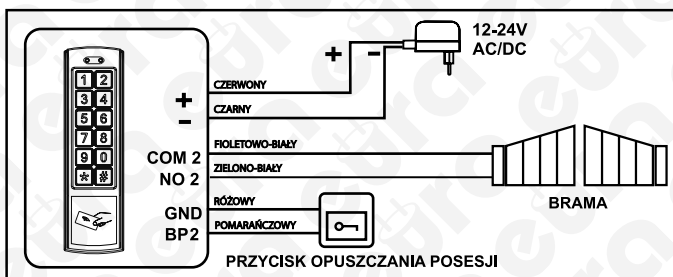 12-24V
AC/DC
+ −
1 2
3 4
5 6
7 8
9 0
* #
+ CZERWONY
− CZARNY
COM 2 FIOLETOWO-BIAŁY
NO 2 ZIELONO-BIAŁY
BRAMA
GND RÓŻOWY
BP2 POMARAŃCZOWY
PRZYCISK OPUSZCZANIA POSESJI
eura